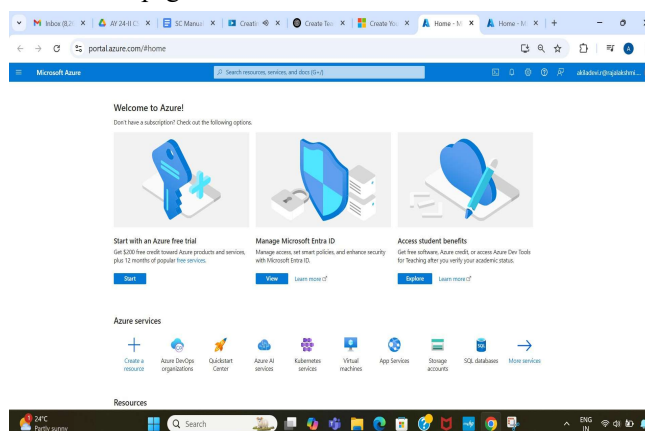 Inbox (8,2
AY 24-II CS
SC Manual
Creatin
Create Tea
Create You
Home - M
Home - M
portal.azure.com/#home
Microsoft Azure
Search resources, services, and docs (G+/)
akiladevi.r@rajalakshmi...
Welcome to Azure!
Don't have a subscription? Check out the following options.
Start with an Azure free trial
Get $200 free credit toward Azure products and services,
plus 12 months of popular free services.
Start
Manage Microsoft Entra ID
Manage access, set smart policies, and enhance security
with Microsoft Entra ID.
View Learn more
Access student benefits
Get free software, Azure credit, or access Azure Dev Tools
for Teaching after you verify your academic status.
Explore Learn more
Azure services
Create a
resource
Azure DevOps
organizations
Quickstart
Center
Azure AI
services
Kubernetes
services
Virtual
machines
App Services
Storage
accounts
SQL
SQL databases
More services
Resources
24°C
Partly sunny
Search
ENG
IN